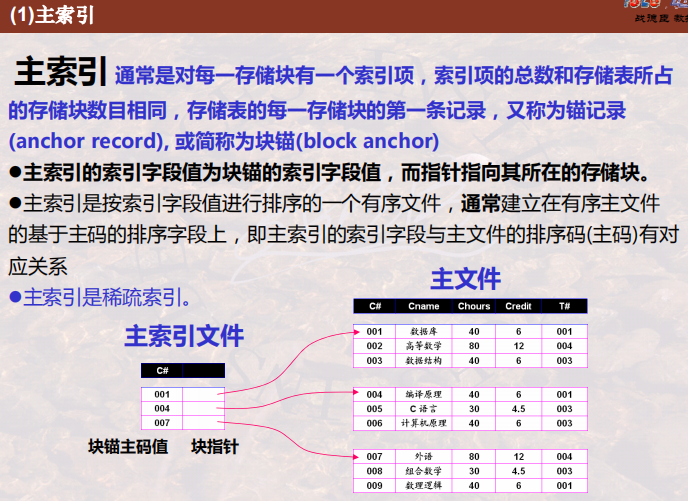 (1)主索引
战德臣 教
主索引 通常是对每一存储块有一个索引项，索引项的总数和存储表所占
的存储块数目相同，存储表的每一存储块的第一条记录，又称为锚记录
(anchor record), 或简称为块锚(block anchor)
●主索引的索引字段值为块锚的索引字段值，而指针指向其所在的存储块。
●主索引是按索引字段值进行排序的一个有序文件，通常建立在有序主文件
的基于主码的排序字段上，即主索引的索引字段与主文件的排序码(主码)有对
应关系
●主索引是稀疏索引。
主文件
C# Cname Chours Credit T#
001 数据库 40 6 001
002 高等数学 80 12 004
003 数据结构 40 6 003
004 编译原理 40 6 001
005 C 语言 30 4.5 003
006 计算机原理 40 6 003
007 外语 80 12 004
008 组合数学 30 4.5 003
009 数理逻辑 40 6 001
主索引文件
C#
001
004
007
块锚主码值 块指针